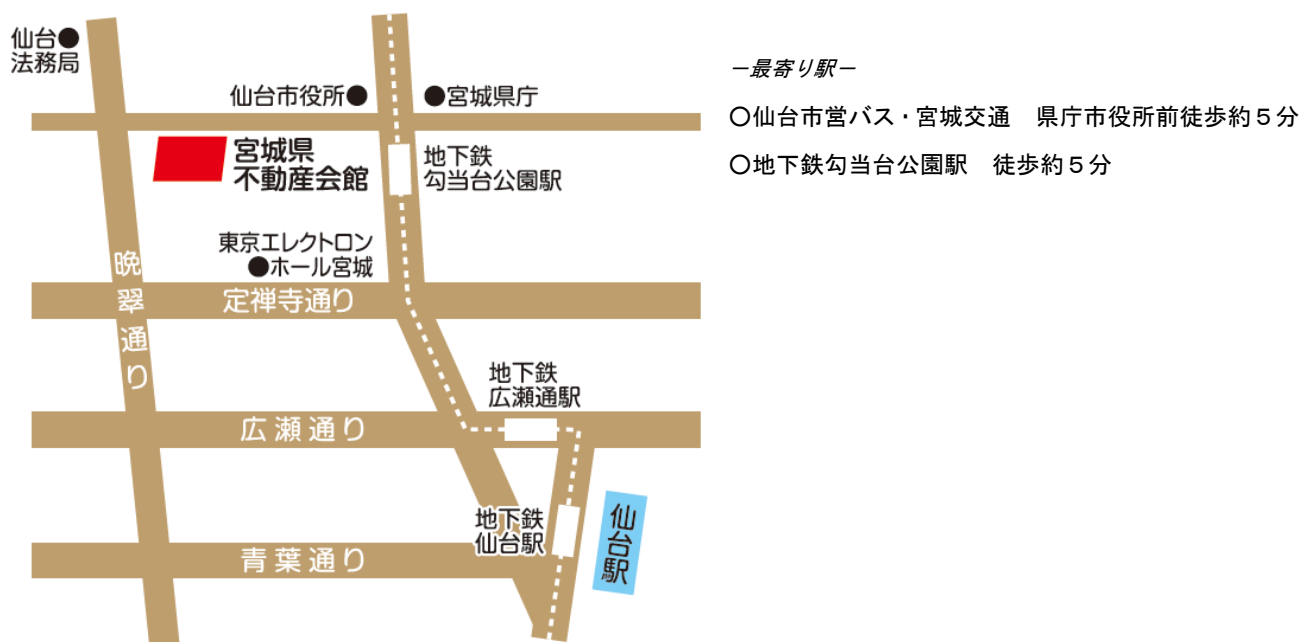 仙台●
法務局
仙台市役所●
●宮城県庁
宮城県
不動産会館
地下鉄
勾当台公園駅
東京エレクトロン
●ホール宮城
晩翠通り
定禅寺通り
地下鉄
広瀬通駅
広瀬通り
地下鉄
仙台駅
仙台駅
青葉通り
－最寄り駅－
〇仙台市営バス・宮城交通　県庁市役所前徒歩約５分
〇地下鉄勾当台公園駅　徒歩約５分